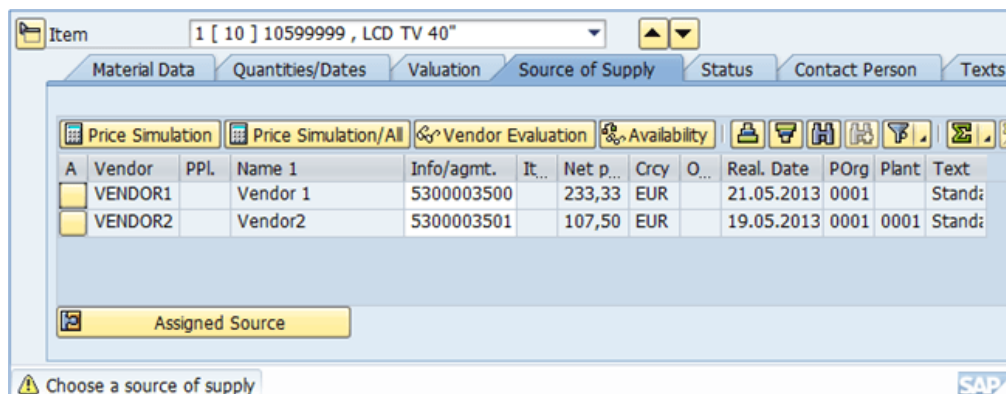 Item 1 [ 10 ] 10599999 , LCD TV 40"
Material Data Quantities/Dates Valuation Source of Supply Status Contact Person Texts
Price Simulation Price Simulation/All Vendor Evaluation Availability
A Vendor PPl. Name 1 Info/agmt. It... Net p... Crcy O... Real. Date POrg Plant Text
VENDOR1 Vendor 1 5300003500 233,33 EUR 21.05.2013 0001 Standa
VENDOR2 Vendor2 5300003501 107,50 EUR 19.05.2013 0001 0001 Standa
Assigned Source
Choose a source of supply SAP